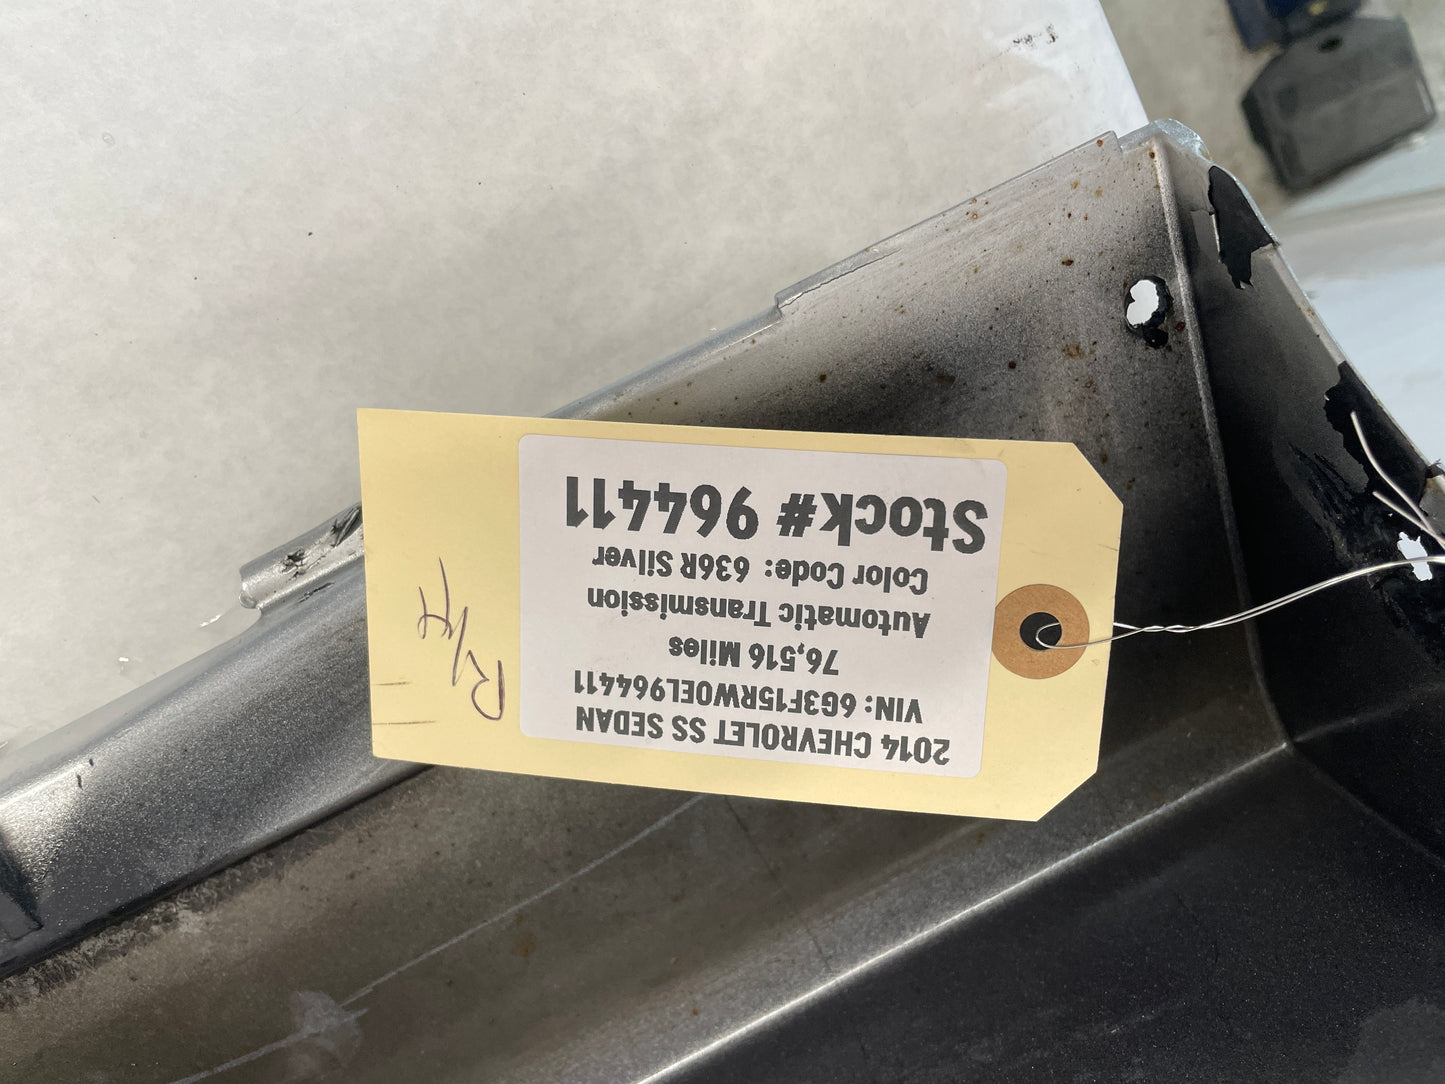 2014 CHEVROLET SS SEDAN
VIN: 6G3F15RW0EL964411
76,516 Miles
Automatic Transmission
Color Code: 636R Silver
Stock# 964411
R/H